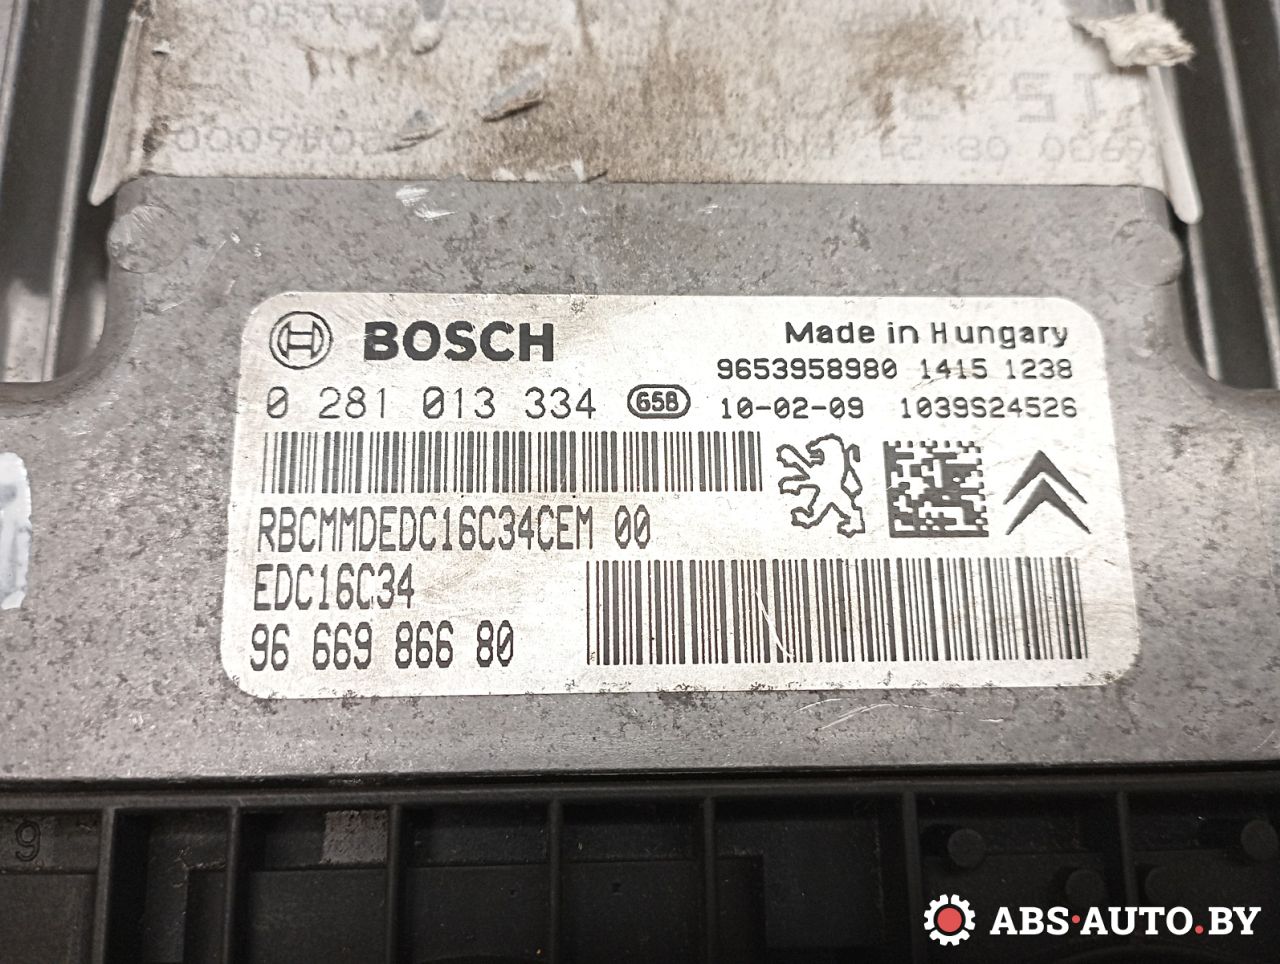 BOSCH
Made in Hungary
9653958980 1415 1238
0 281 013 334 658 10-02-09 1039S24526
RBCMMDEDC16C34CEM 00
EDC16C34
96 669 866 80
9
ABS·AUTO.BY